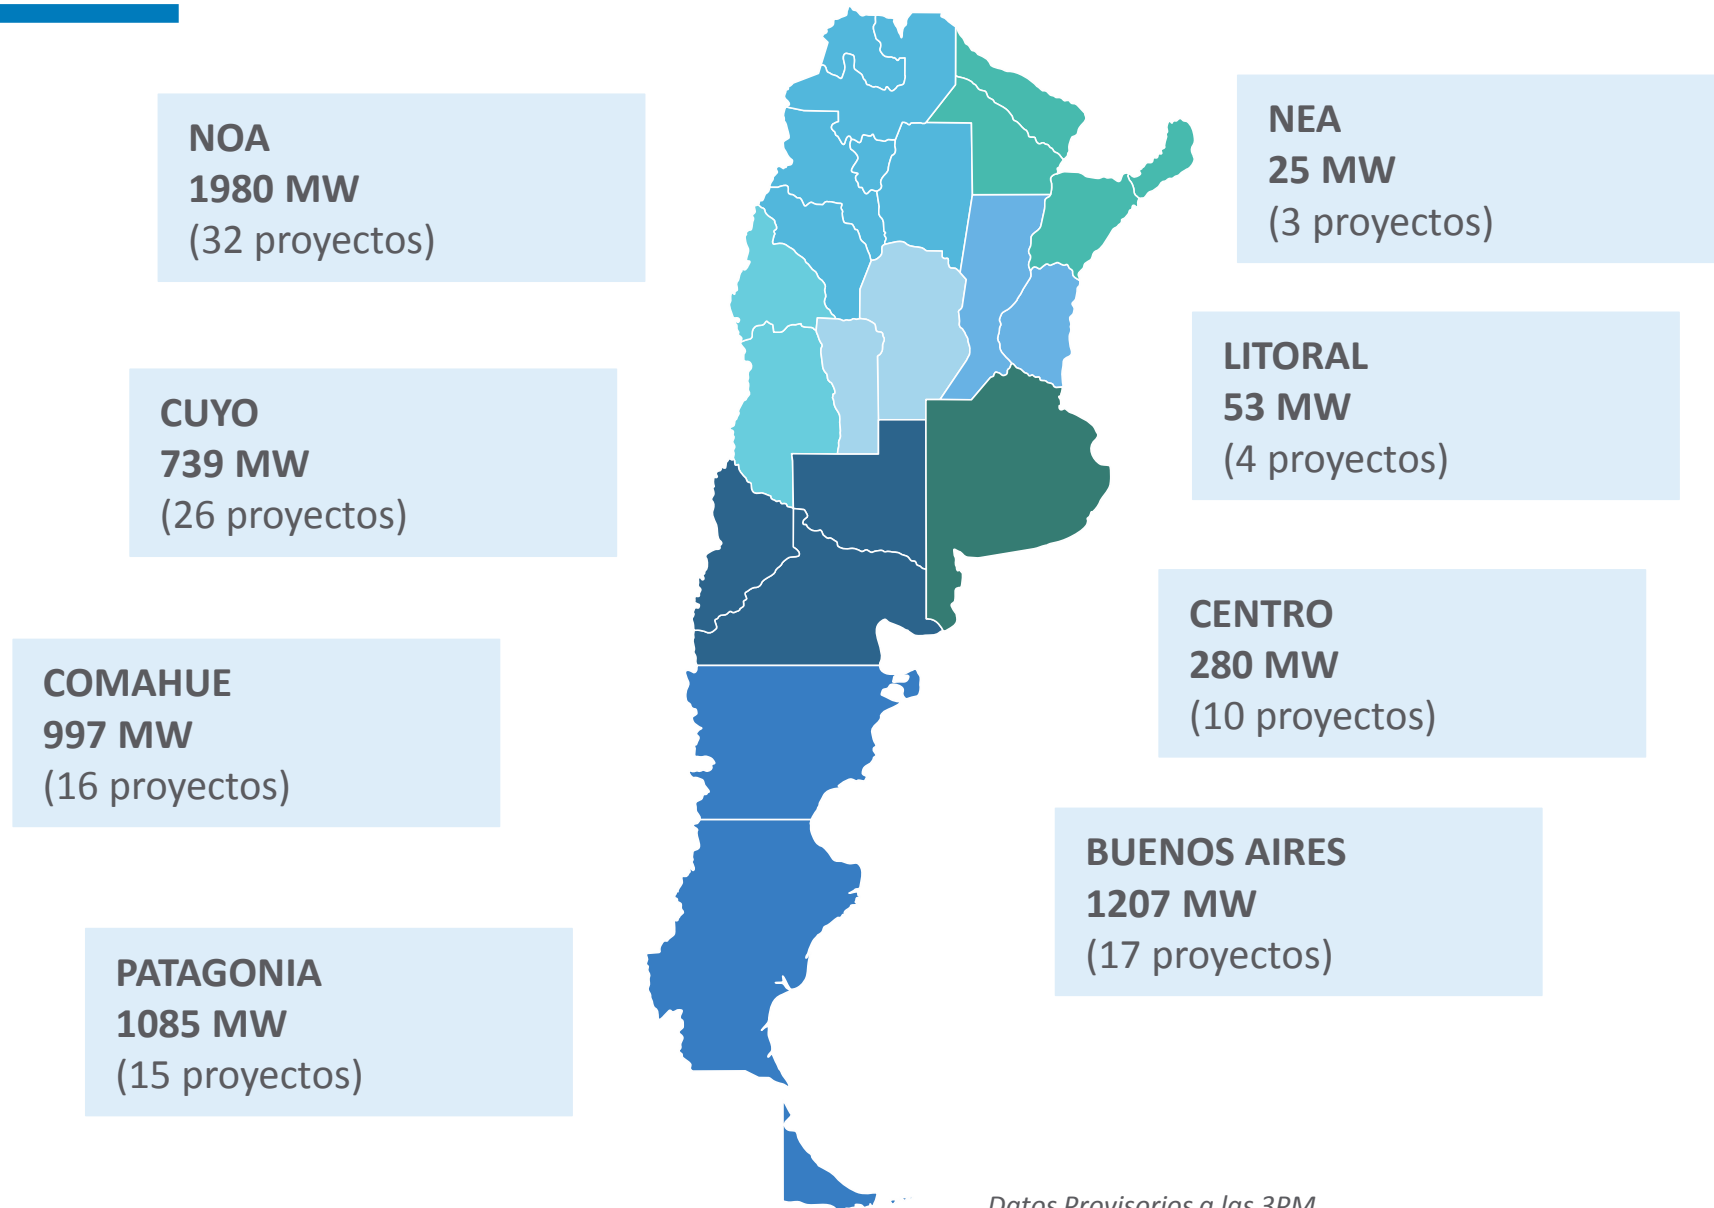 NOA
1980 MW
(32 proyectos)
NEA
25 MW
(3 proyectos)
CUYO
739 MW
(26 proyectos)
LITORAL
53 MW
(4 proyectos)
COMAHUE
997 MW
(16 proyectos)
CENTRO
280 MW
(10 proyectos)
PATAGONIA
1085 MW
(15 proyectos)
BUENOS AIRES
1207 MW
(17 proyectos)
Datos Provisorios a las 3PM